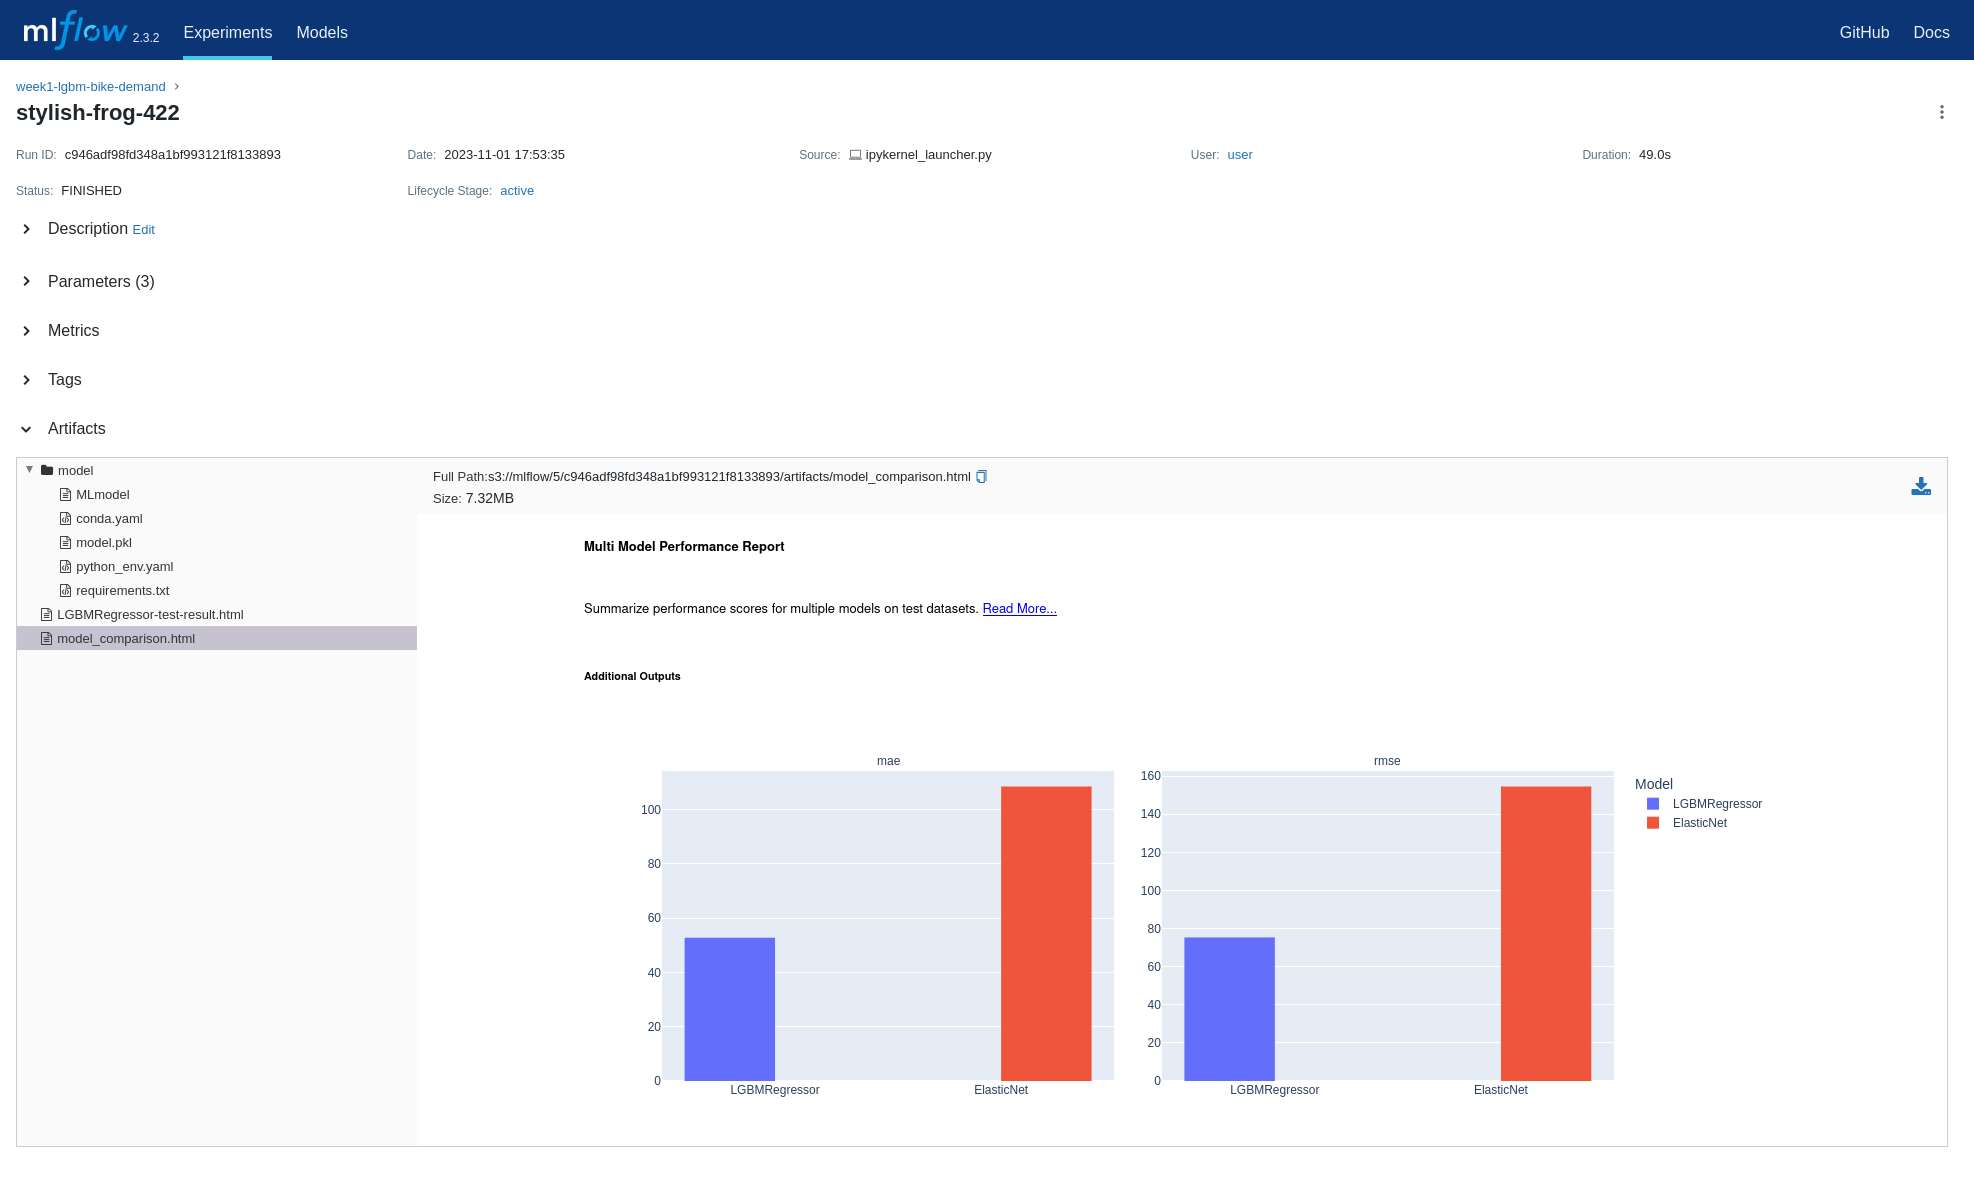 mlflow 2.3.2 Experiments Models GitHub Docs
week1-lgbm-bike-demand
stylish-frog-422
Run ID: c946adf98fd348a1bf993121f8133893 Date: 2023-11-01 17:53:35 Source: ipykernel_launcher.py User: user Duration: 49.0s
Status: FINISHED Lifecycle Stage: active
Description Edit
Parameters (3)
Metrics
Tags
Artifacts
model
MLmodel
conda.yaml
model.pkl
python_env.yaml
requirements.txt
LGBMRegressor-test-result.html
model_comparison.html
Full Path:s3://mlflow/5/c946adf98fd348a1bf993121f8133893/artifacts/model_comparison.html
Size: 7.32MB
Multi Model Performance Report
Summarize performance scores for multiple models on test datasets. Read More...
Additional Outputs
mae
100
80
60
40
20
0
LGBMRegressor ElasticNet
rmse
160
140
120
100
80
60
40
20
0
LGBMRegressor ElasticNet
Model
LGBMRegressor
ElasticNet